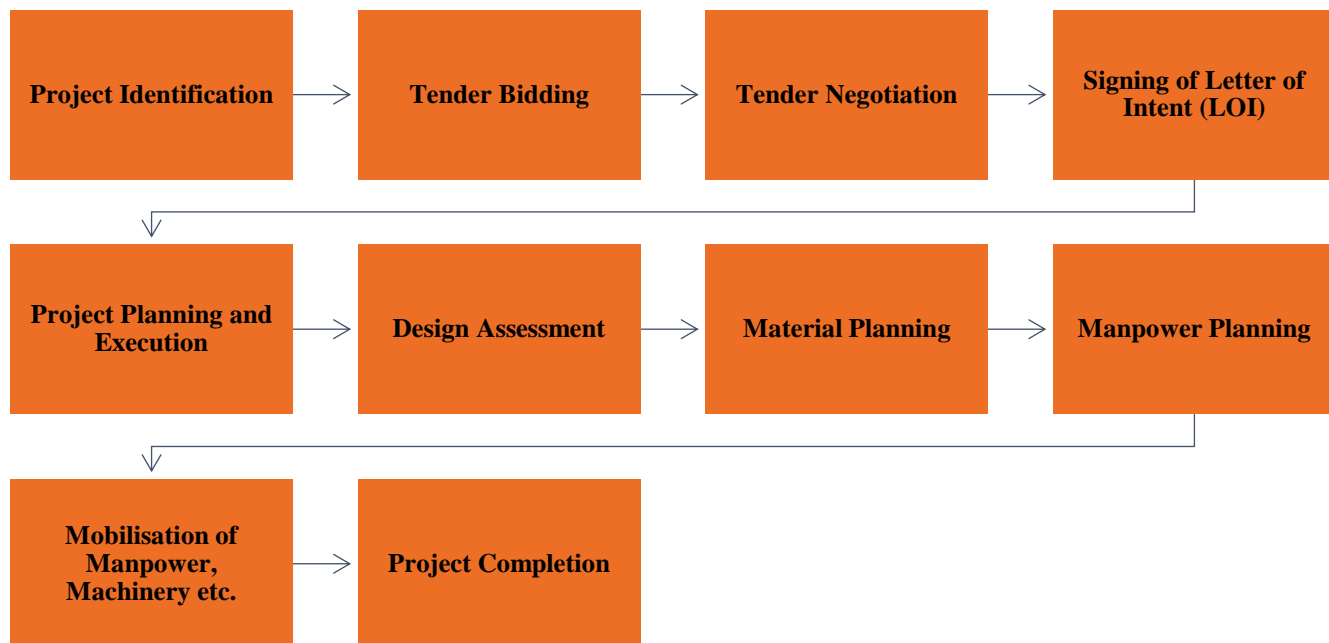 Project Identification
Tender Bidding
Tender Negotiation
Signing of Letter of
Intent (LOI)
Project Planning and
Execution
Design Assessment
Material Planning
Manpower Planning
Mobilisation of
Manpower,
Machinery etc.
Project Completion